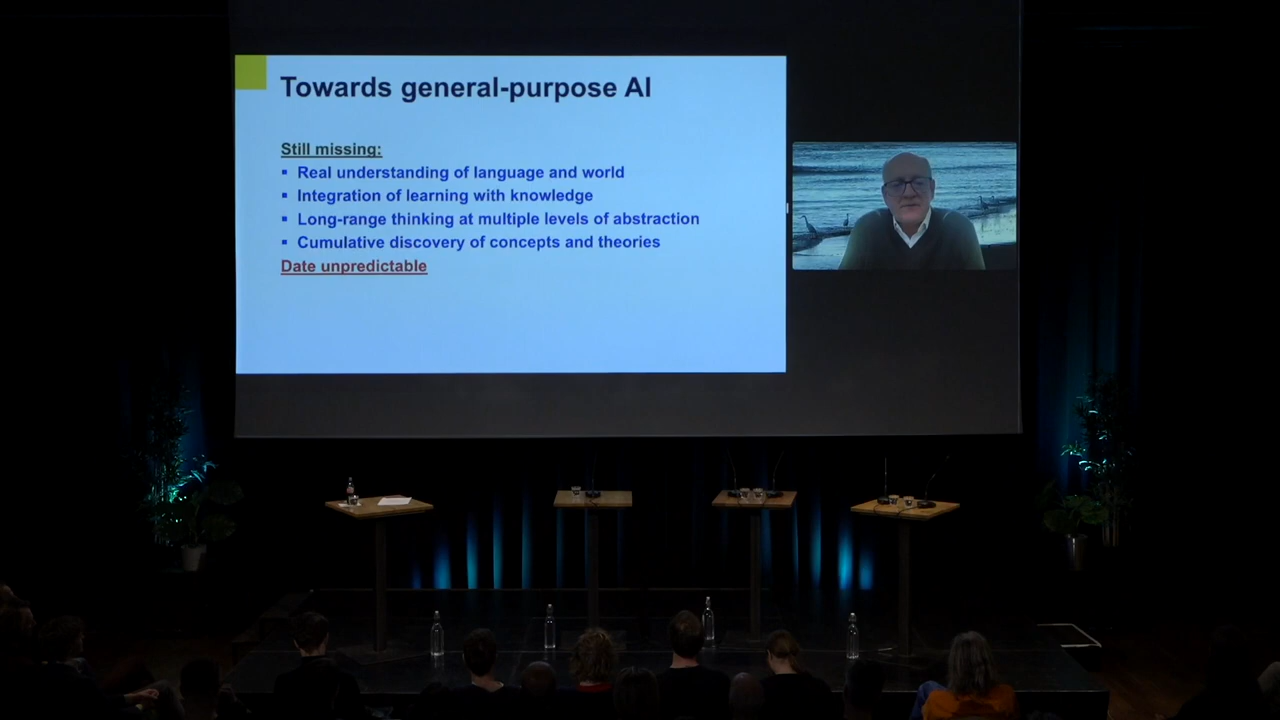 Towards general-purpose AI
Still missing:
▪ Real understanding of language and world
▪ Integration of learning with knowledge
▪ Long-range thinking at multiple levels of abstraction
▪ Cumulative discovery of concepts and theories
Date unpredictable